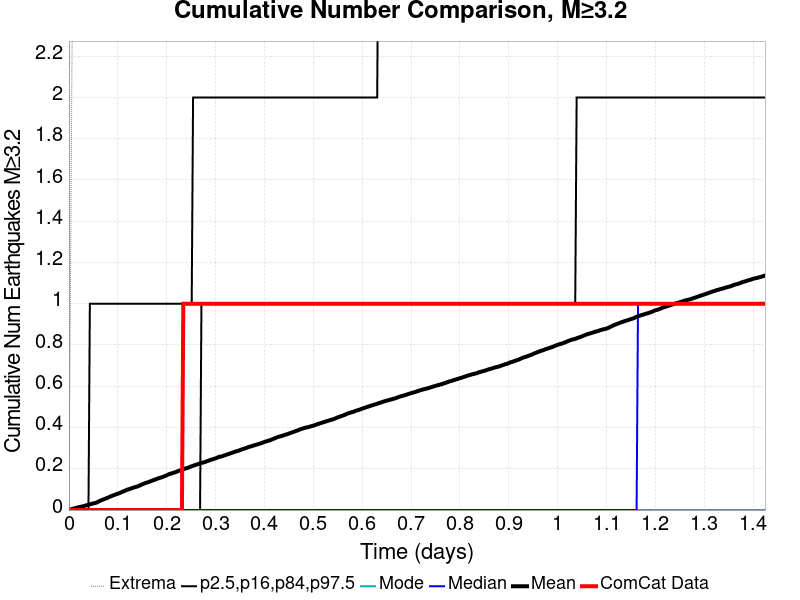 Cumulative Number Comparison, M≥3.2
Cumulative Num Earthquakes M≥3.2
2.2
2
1.8
1.6
1.4
1.2
1
0.8
0.6
0.4
0.2
0
0 0.1 0.2 0.3 0.4 0.5 0.6 0.7 0.8 0.9 1 1.1 1.2 1.3 1.4
Time (days)
Extrema p2.5,p16,p84,p97.5 Mode Median Mean ComCat Data